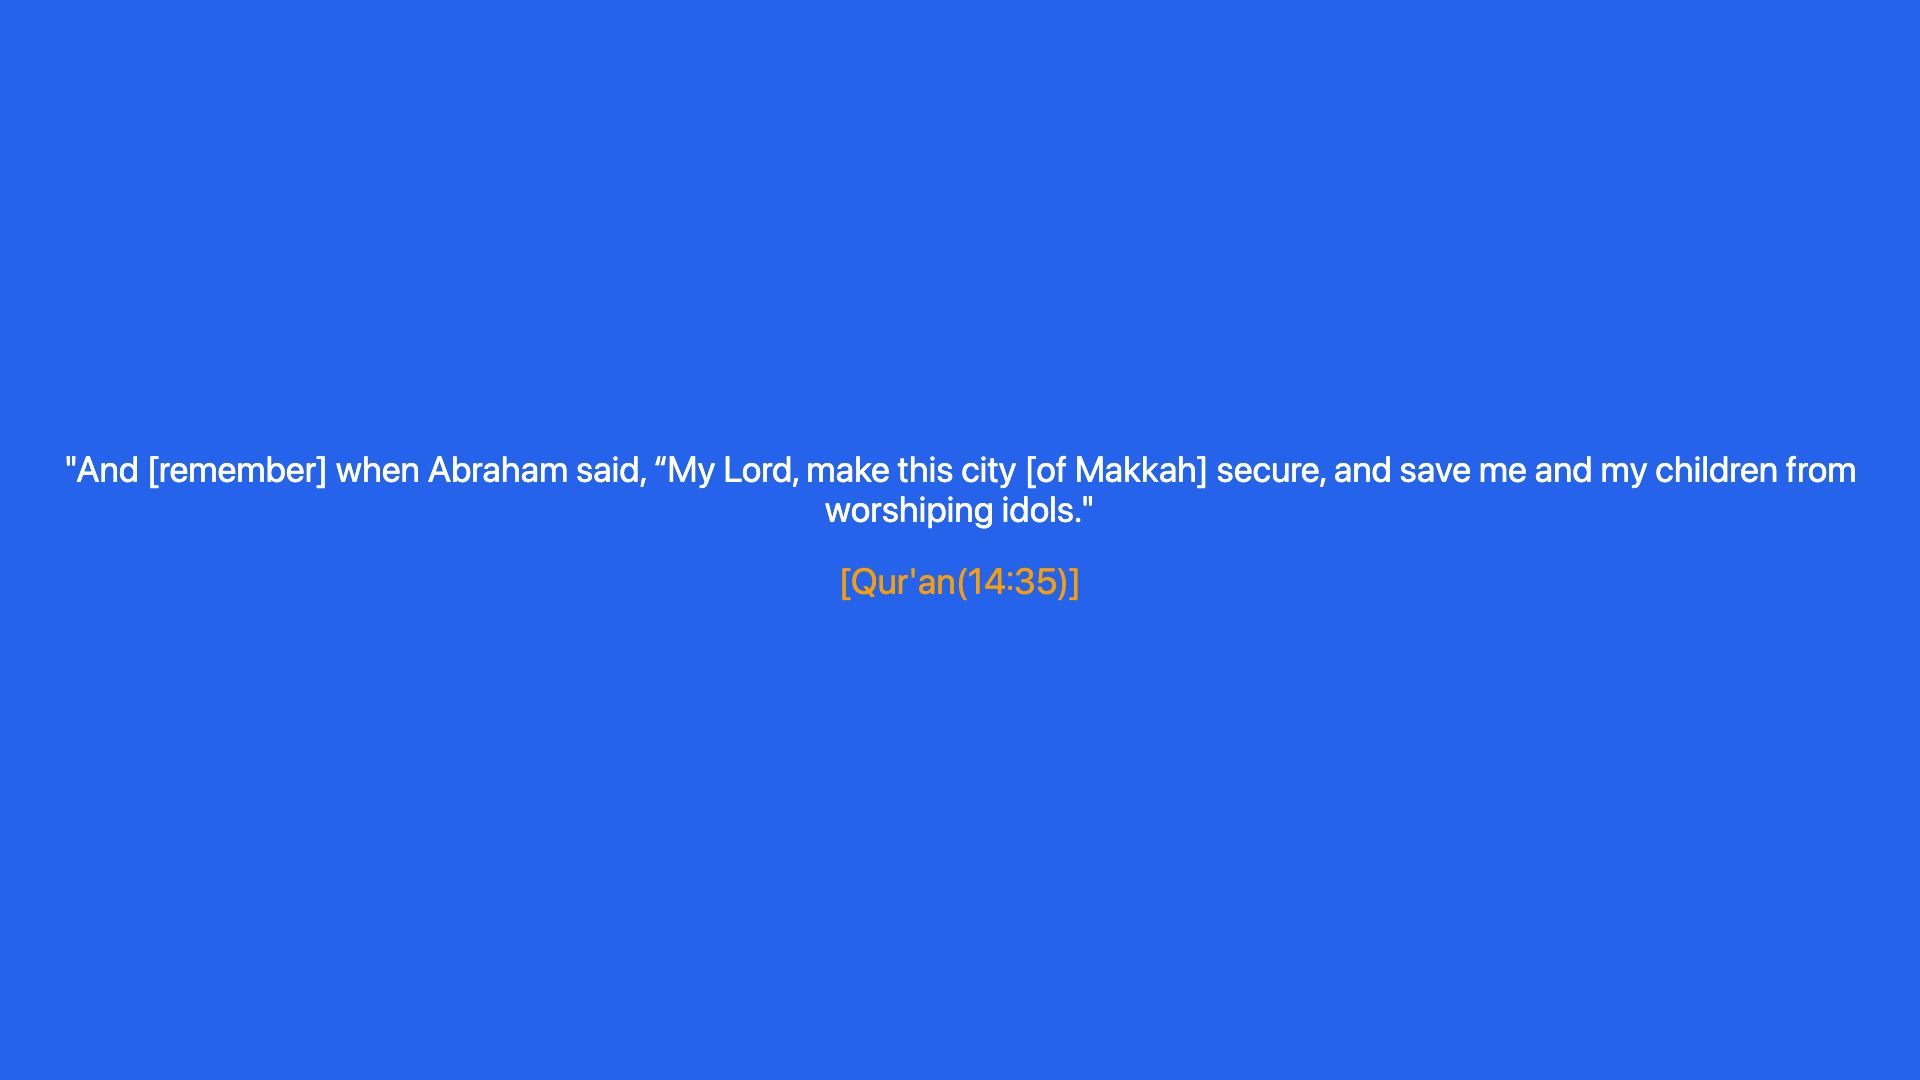 "And [remember] when Abraham said, “My Lord, make this city [of Makkah] secure, and save me and my children from
worshiping idols."
[Qur'an(14:35)]